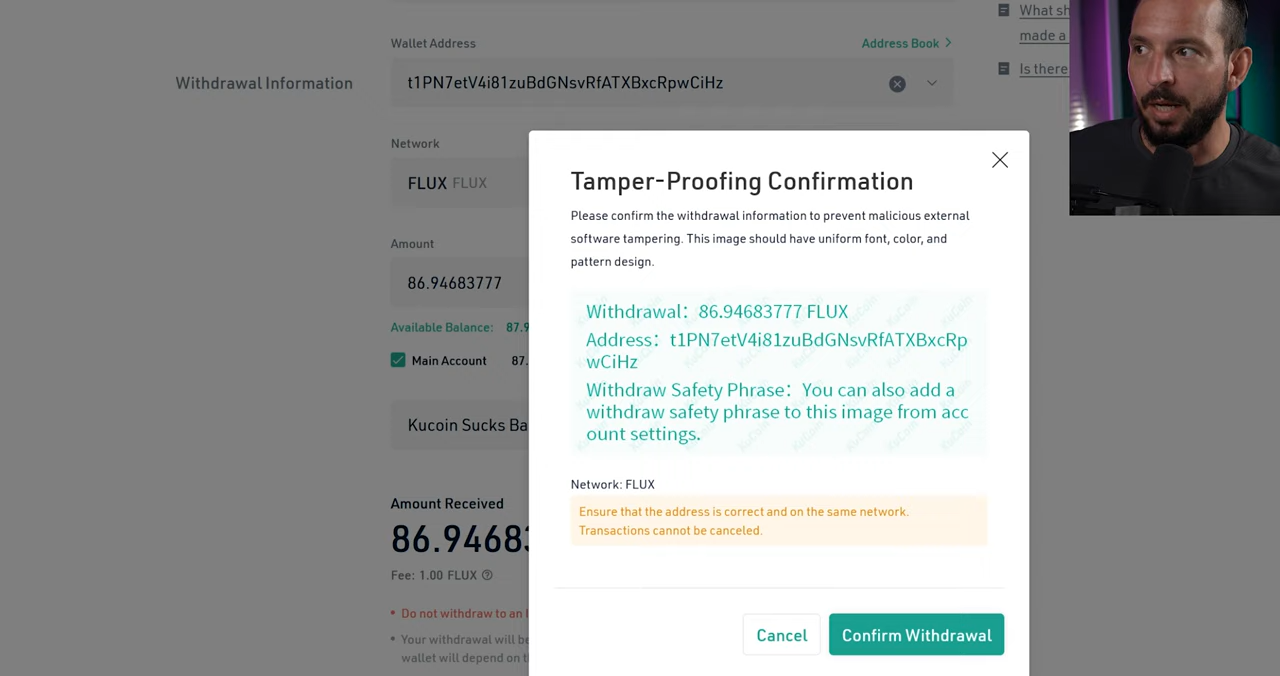 What sh
made a
Is there
Wallet Address
Address Book >
Withdrawal Information
t1PN7etV4i81zuBdGNsvRfATXBxcRpwCiHz
Network
FLUX FLUX
Amount
86.94683777
Available Balance: 87.9
Main Account 87.
Kucoin Sucks Ba
Amount Received
86.9468
Fee: 1.00 FLUX
• Do not withdraw to an I
• Your withdrawal will be
wallet will depend on th
Tamper-Proofing Confirmation
Please confirm the withdrawal information to prevent malicious external
software tampering. This image should have uniform font, color, and
pattern design.
Withdrawal: 86.94683777 FLUX
Address: t1PN7etV4i81zuBdGNsvRfATXBxcRp
wCiHz
Withdraw Safety Phrase: You can also add a
withdraw safety phrase to this image from acc
ount settings.
KuCoin
Network: FLUX
Ensure that the address is correct and on the same network.
Transactions cannot be canceled.
Cancel
Confirm Withdrawal